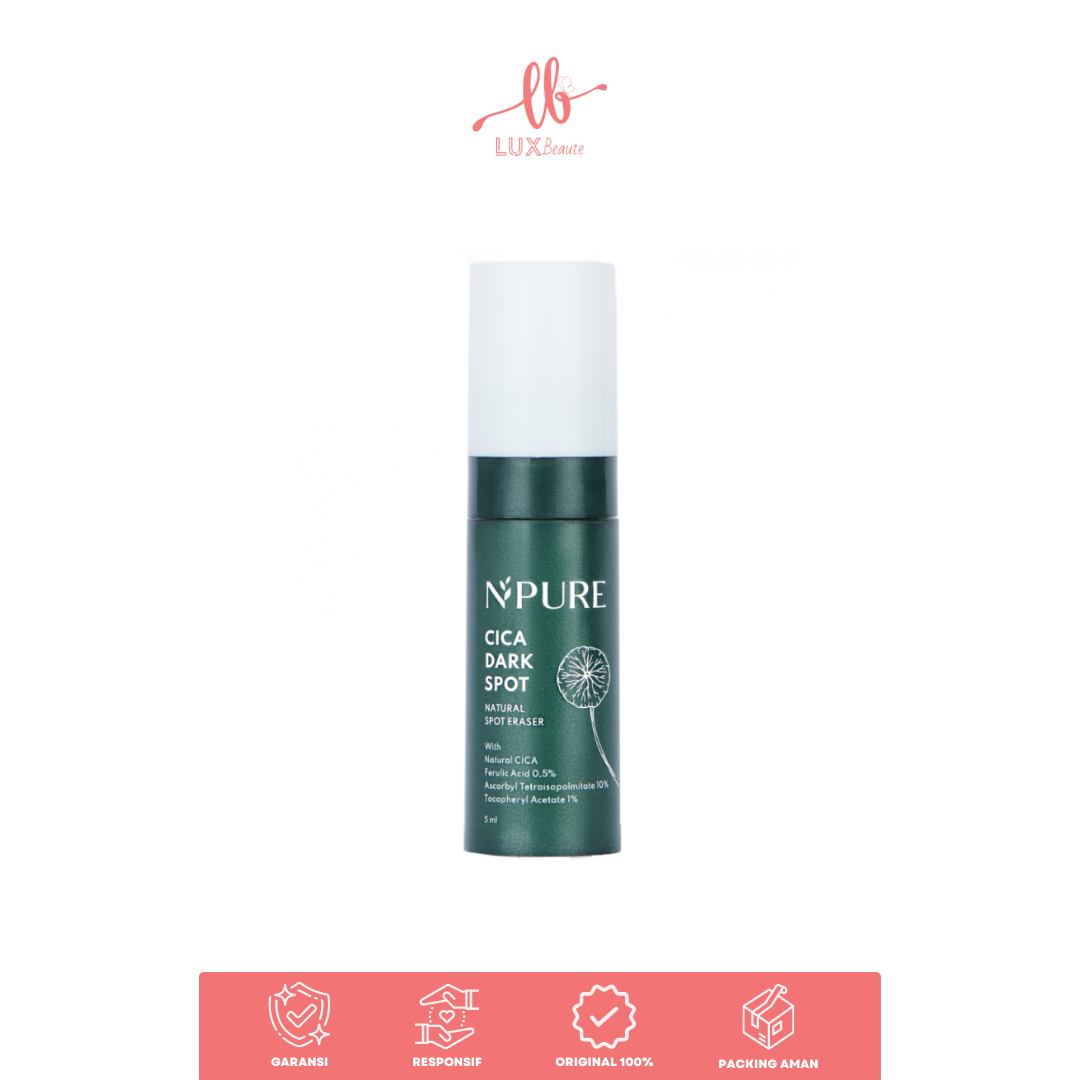 lb
LUX Beaute
NPURE
CICA
DARK
SPOT
NATURAL
SPOT ERASER
With
Natural CICA
Ferulic Acid 0,5%
Ascorbyl Tetraisopalmitate 10%
Tocopheryl Acetate 1%
5 ml
GARANSI
RESPONSIF
ORIGINAL 100%
PACKING AMAN